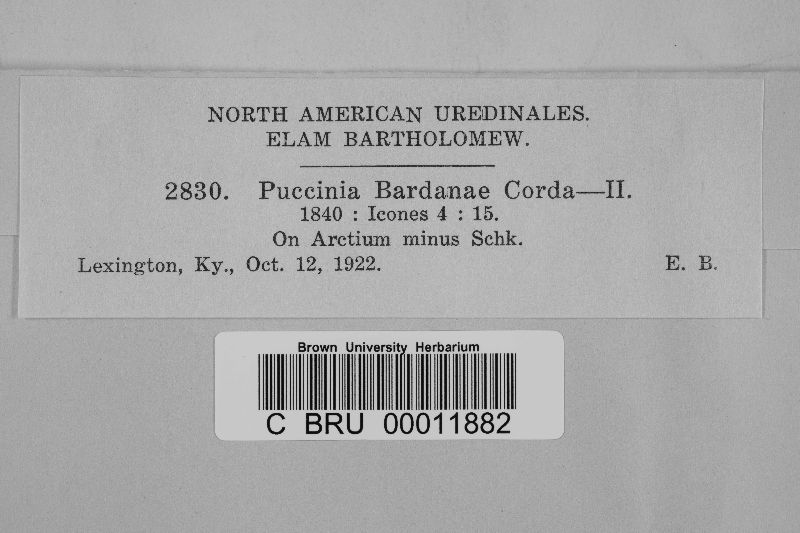 NORTH AMERICAN UREDINALES.
ELAM BARTHOLOMEW.
2830. Puccinia Bardanae Corda—II.
1840 : Icones 4 : 15.
On Arctium minus Schk.
Lexington, Ky., Oct. 12, 1922. E. B.
Brown University Herbarium
C BRU 00011882